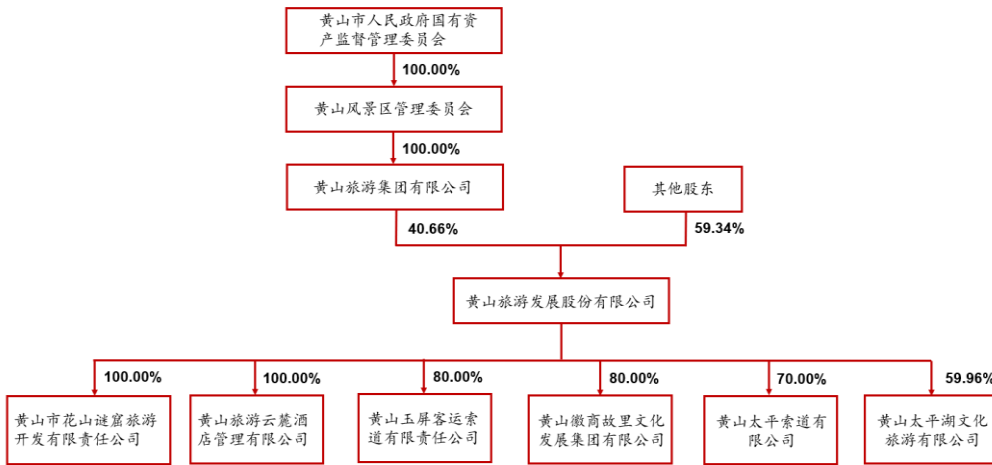 黄山市人民政府国有资
产监督管理委员会
100.00%
黄山风景区管理委员会
100.00%
黄山旅游集团有限公司
其他股东
40.66%
59.34%
黄山旅游发展股份有限公司
100.00%
100.00%
80.00%
80.00%
70.00%
59.96%
黄山市花山谜窟旅游
开发有限责任公司
黄山旅游云麓酒
店管理有限公司
黄山玉屏客运索
道有限责任公司
黄山徽商故里文化
发展集团有限公司
黄山太平索道有
限公司
黄山太平湖文化
旅游有限公司